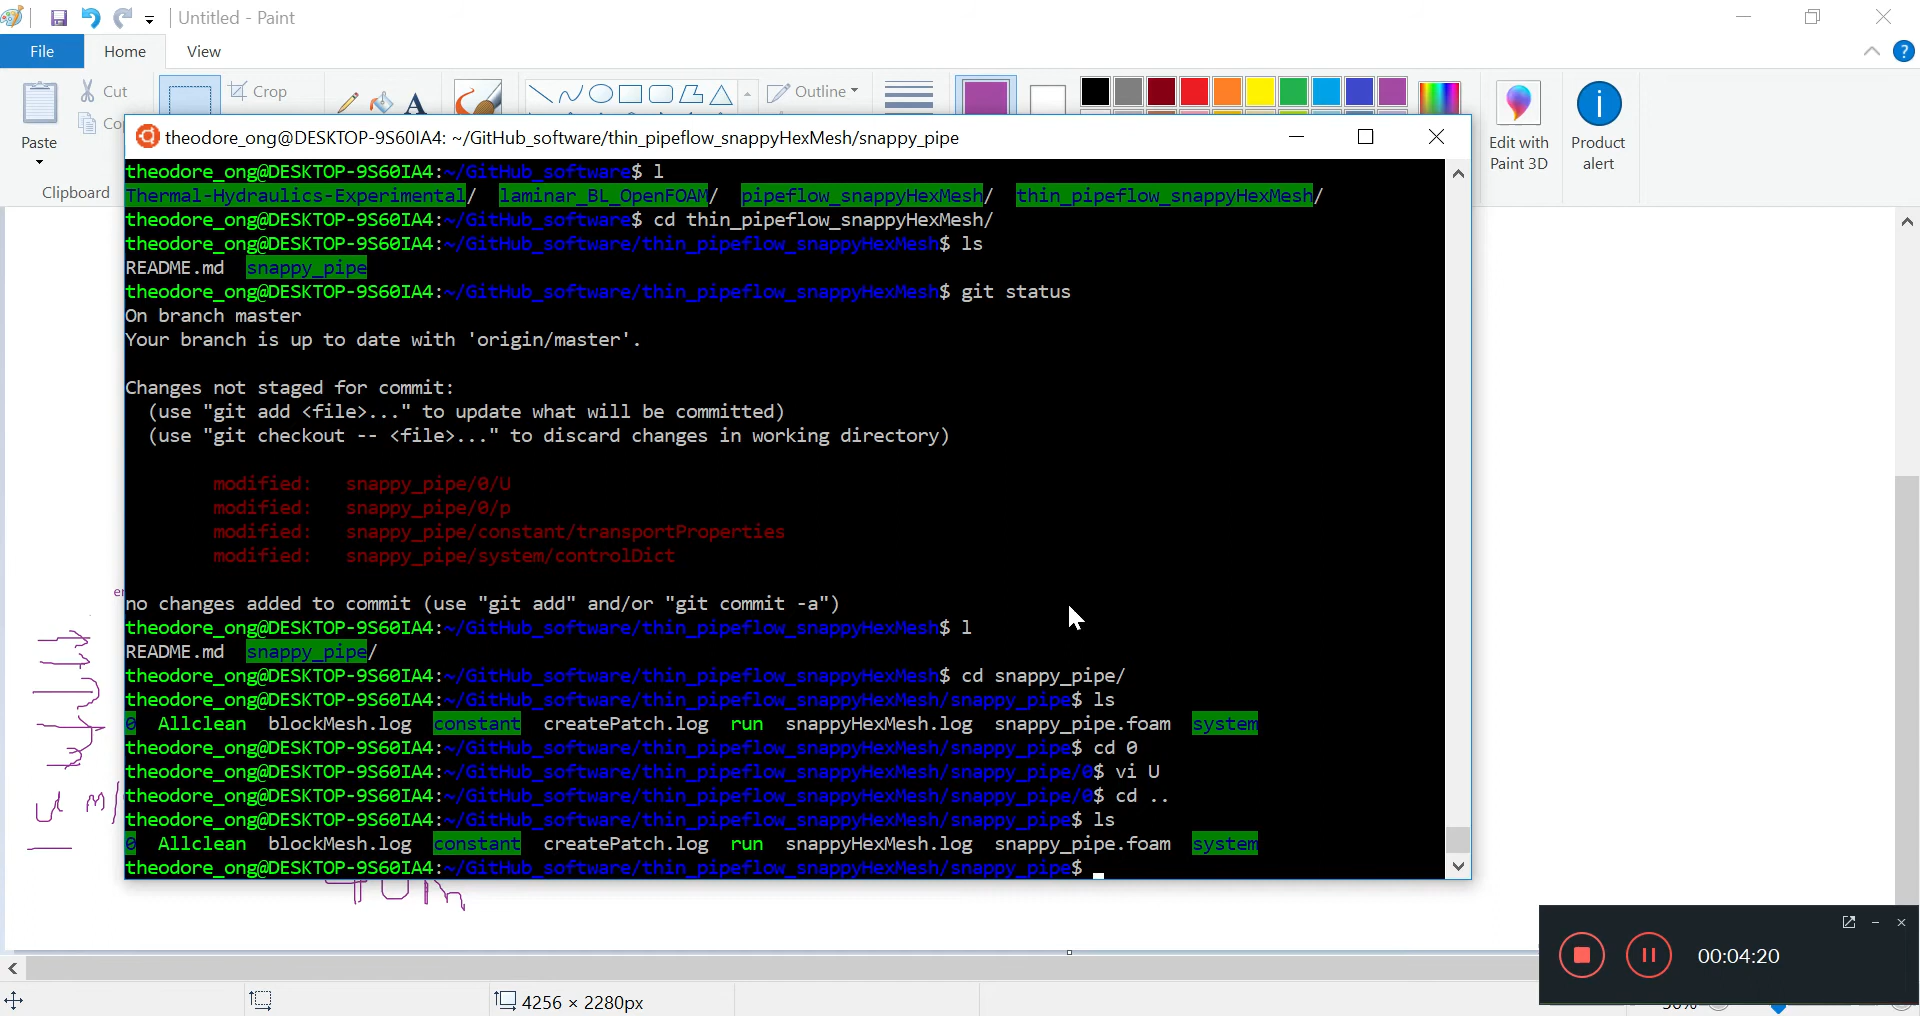 Untitled - Paint
File Home View
Paste
Cut
Crop
Outline
Edit with Paint 3D
Product alert
Clipboard
theodore_ong@DESKTOP-9S60IA4: ~/GitHub_software/thin_pipeflow_snappyHexMesh/snappy_pipe
theodore_ong@DESKTOP-9S60IA4:~/GitHub_software$ l
Thermal-Hydraulics-Experimental/ laminar_BL_OpenFOAM/ pipeflow_snappyHexMesh/ thin_pipeflow_snappyHexMesh/
theodore_ong@DESKTOP-9S60IA4:~/GitHub_software$ cd thin_pipeflow_snappyHexMesh/
theodore_ong@DESKTOP-9S60IA4:~/GitHub_software/thin_pipeflow_snappyHexMesh$ ls
README.md snappy_pipe
theodore_ong@DESKTOP-9S60IA4:~/GitHub_software/thin_pipeflow_snappyHexMesh$ git status
On branch master
Your branch is up to date with 'origin/master'.
Changes not staged for commit:
(use "git add <file>..." to update what will be committed)
(use "git checkout -- <file>..." to discard changes in working directory)
modified: snappy_pipe/0/U
modified: snappy_pipe/0/p
modified: snappy_pipe/constant/transportProperties
modified: snappy_pipe/system/controlDict
no changes added to commit (use "git add" and/or "git commit -a")
theodore_ong@DESKTOP-9S60IA4:~/GitHub_software/thin_pipeflow_snappyHexMesh$ l
README.md snappy_pipe/
theodore_ong@DESKTOP-9S60IA4:~/GitHub_software/thin_pipeflow_snappyHexMesh$ cd snappy_pipe/
theodore_ong@DESKTOP-9S60IA4:~/GitHub_software/thin_pipeflow_snappyHexMesh/snappy_pipe$ ls
0 Allclean blockMesh.log constant createPatch.log run snappyHexMesh.log snappy_pipe.foam system
theodore_ong@DESKTOP-9S60IA4:~/GitHub_software/thin_pipeflow_snappyHexMesh/snappy_pipe$ cd 0
theodore_ong@DESKTOP-9S60IA4:~/GitHub_software/thin_pipeflow_snappyHexMesh/snappy_pipe/0$ vi U
theodore_ong@DESKTOP-9S60IA4:~/GitHub_software/thin_pipeflow_snappyHexMesh/snappy_pipe/0$ cd ..
theodore_ong@DESKTOP-9S60IA4:~/GitHub_software/thin_pipeflow_snappyHexMesh/snappy_pipe$ ls
0 Allclean blockMesh.log constant createPatch.log run snappyHexMesh.log snappy_pipe.foam system
theodore_ong@DESKTOP-9S60IA4:~/GitHub_software/thin_pipeflow_snappyHexMesh/snappy_pipe$
00:04:20
4256 × 2280px